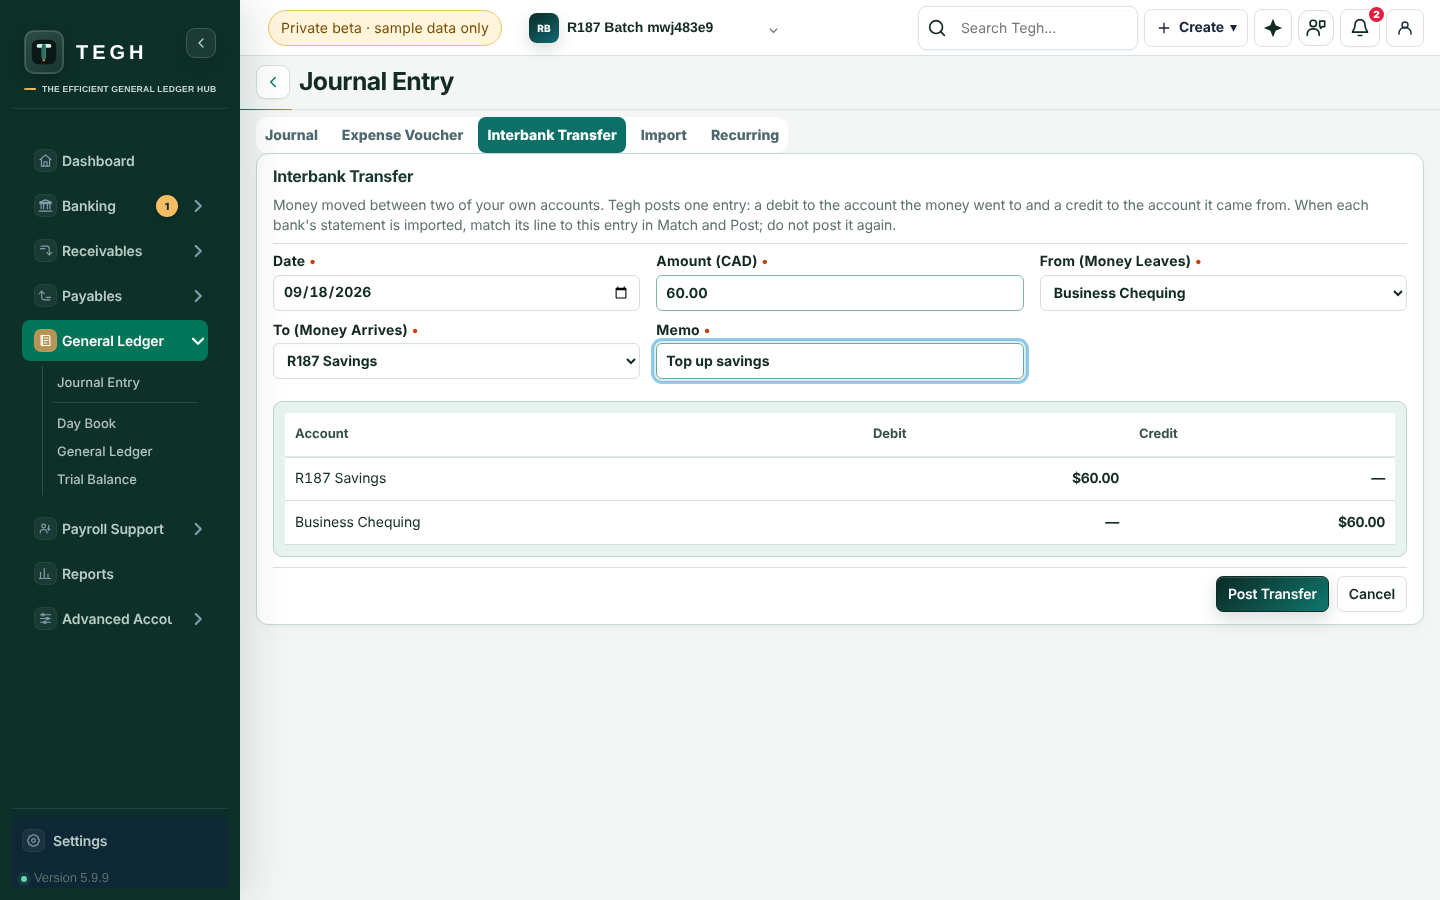 TEGH
THE EFFICIENT GENERAL LEDGER HUB
Dashboard
Banking 1
Receivables
Payables
General Ledger
Journal Entry
Day Book
General Ledger
Trial Balance
Payroll Support
Reports
Advanced Accou
Settings
Version 5.9.9
Private beta · sample data only
RB R187 Batch mwj483e9
Search Tegh...
+ Create ▾
2
Journal Entry
Journal Expense Voucher Interbank Transfer Import Recurring
Interbank Transfer
Money moved between two of your own accounts. Tegh posts one entry: a debit to the account the money went to and a credit to the account it came from. When each
bank's statement is imported, match its line to this entry in Match and Post; do not post it again.
Date • Amount (CAD) • From (Money Leaves) •
09/18/2026 60.00 Business Chequing
To (Money Arrives) • Memo •
R187 Savings Top up savings
Account Debit Credit
R187 Savings $60.00 —
Business Chequing — $60.00
Post Transfer Cancel